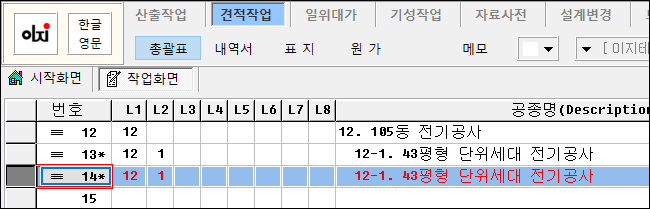 이지 한글 영문
산출작업 견적작업 일위대가 기성작업 자료사전 설계변경
총괄표 내역서 표 지 원 가 메모 [ 이지테
시작화면 작업화면
번호 L1 L2 L3 L4 L5 L6 L7 L8 공종명(Description
12 12 12. 105동 전기공사
13* 12 1 12-1. 43평형 단위세대 전기공사
14* 12 1 12-1. 43평형 단위세대 전기공사
15